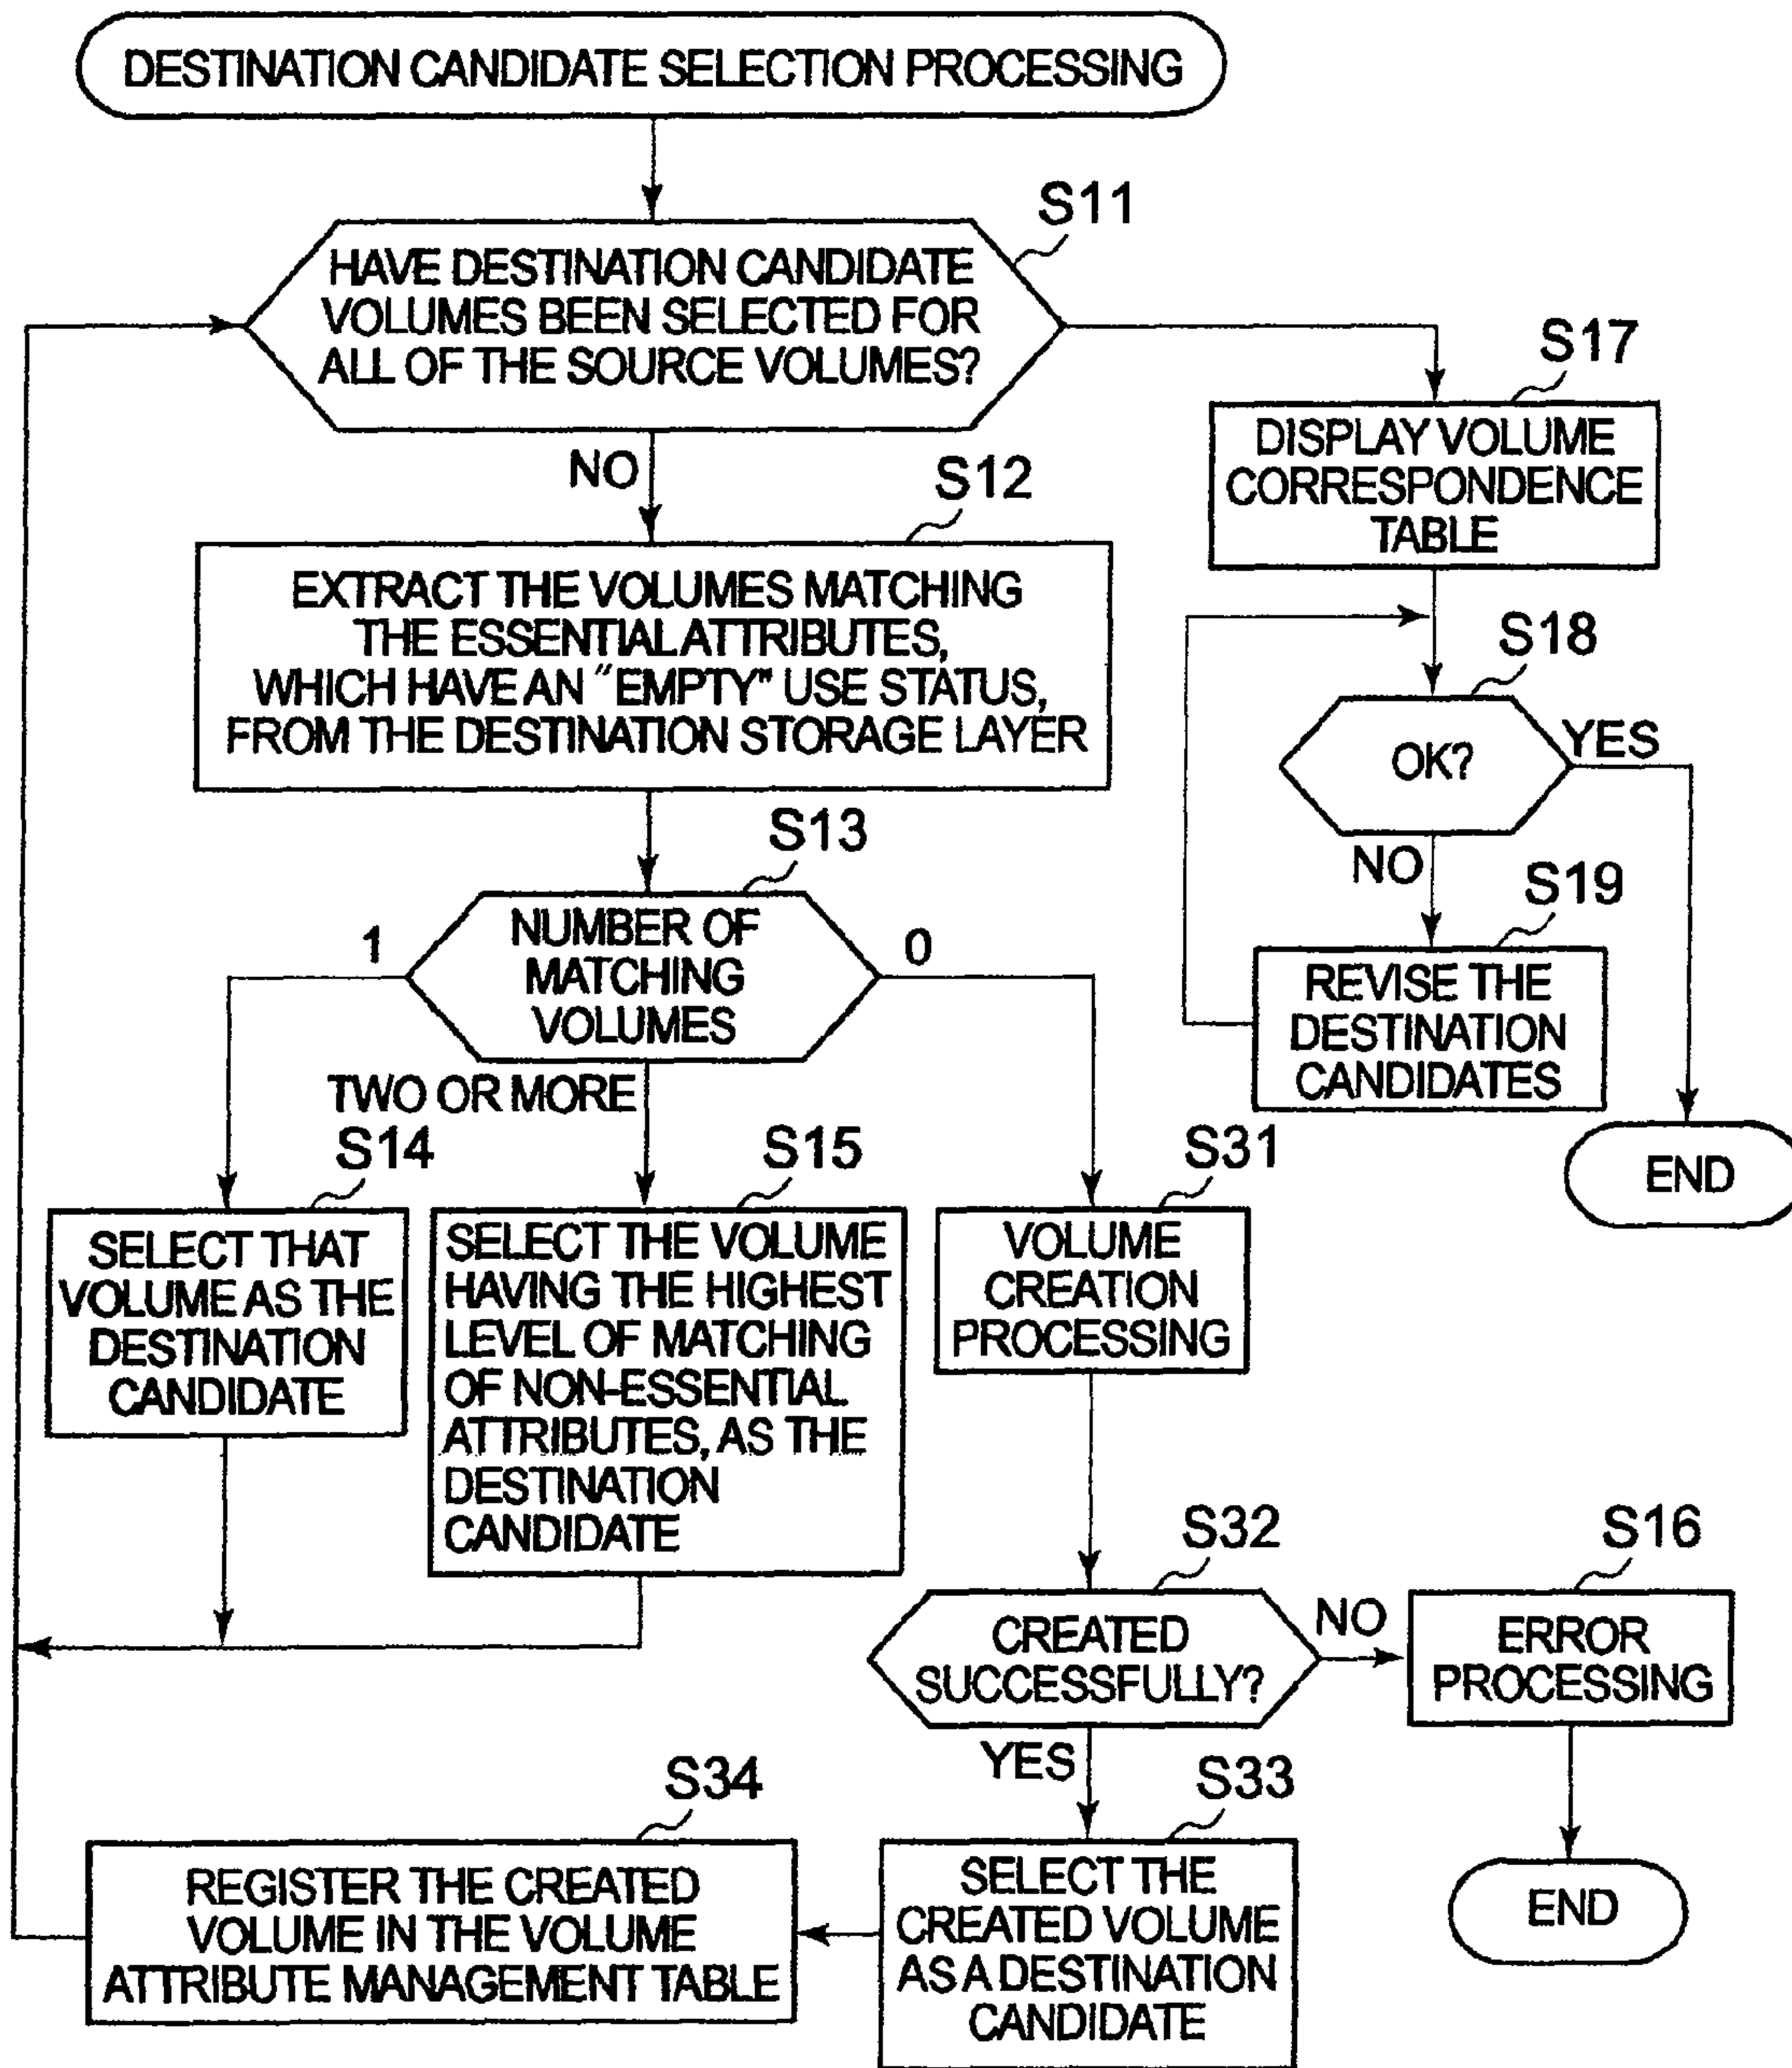 DESTINATION CANDIDATE SELECTION PROCESSING
S11
HAVE DESTINATION CANDIDATE
VOLUMES BEEN SELECTED FOR
ALL OF THE SOURCE VOLUMES?
NO
S12
EXTRACT THE VOLUMES MATCHING
THE ESSENTIAL ATTRIBUTES,
WHICH HAVE AN "EMPTY" USE STATUS,
FROM THE DESTINATION STORAGE LAYER
S13
NUMBER OF
MATCHING
VOLUMES
1
0
TWO OR MORE
S14
SELECT THAT
VOLUME AS THE
DESTINATION
CANDIDATE
S15
SELECT THE VOLUME
HAVING THE HIGHEST
LEVEL OF MATCHING
OF NON-ESSENTIAL
ATTRIBUTES, AS THE
DESTINATION
CANDIDATE
S31
VOLUME
CREATION
PROCESSING
S32
CREATED
SUCCESSFULLY?
NO
YES
S16
ERROR
PROCESSING
END
S33
SELECT THE
CREATED VOLUME
AS A DESTINATION
CANDIDATE
S34
REGISTER THE CREATED
VOLUME IN THE VOLUME
ATTRIBUTE MANAGEMENT TABLE
S17
DISPLAY VOLUME
CORRESPONDENCE
TABLE
S18
OK?
YES
NO
S19
REVISE THE
DESTINATION
CANDIDATES
END